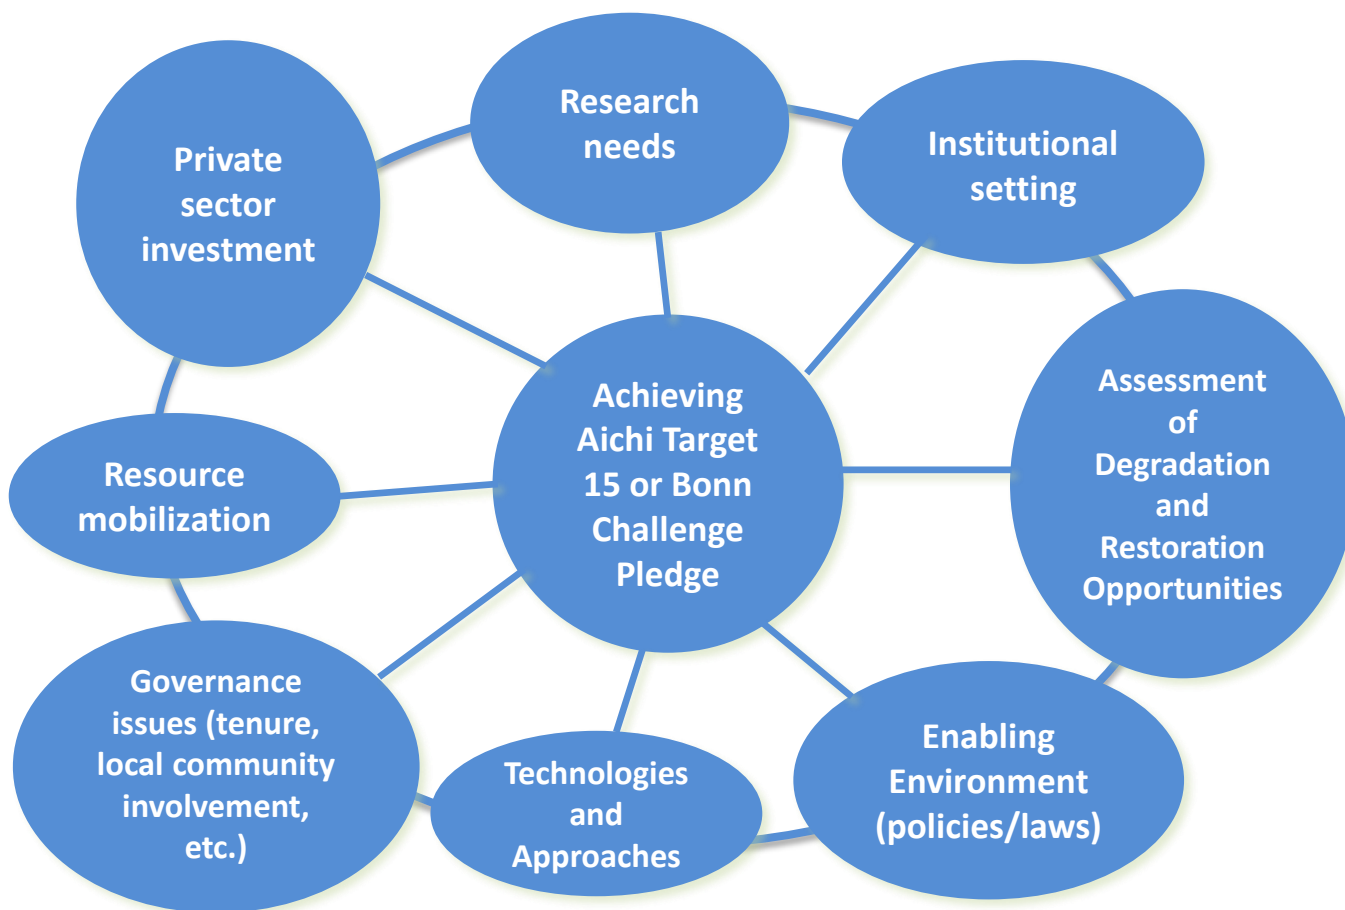 Research
needs
Institutional
setting
Private
sector
investment
Assessment
of
Degradation
and
Restoration
Opportunities
Achieving
Aichi Target
15 or Bonn
Challenge
Pledge
Resource
mobilization
Governance
issues (tenure,
local community
involvement,
etc.)
Technologies
and
Approaches
Enabling
Environment
(policies/laws)